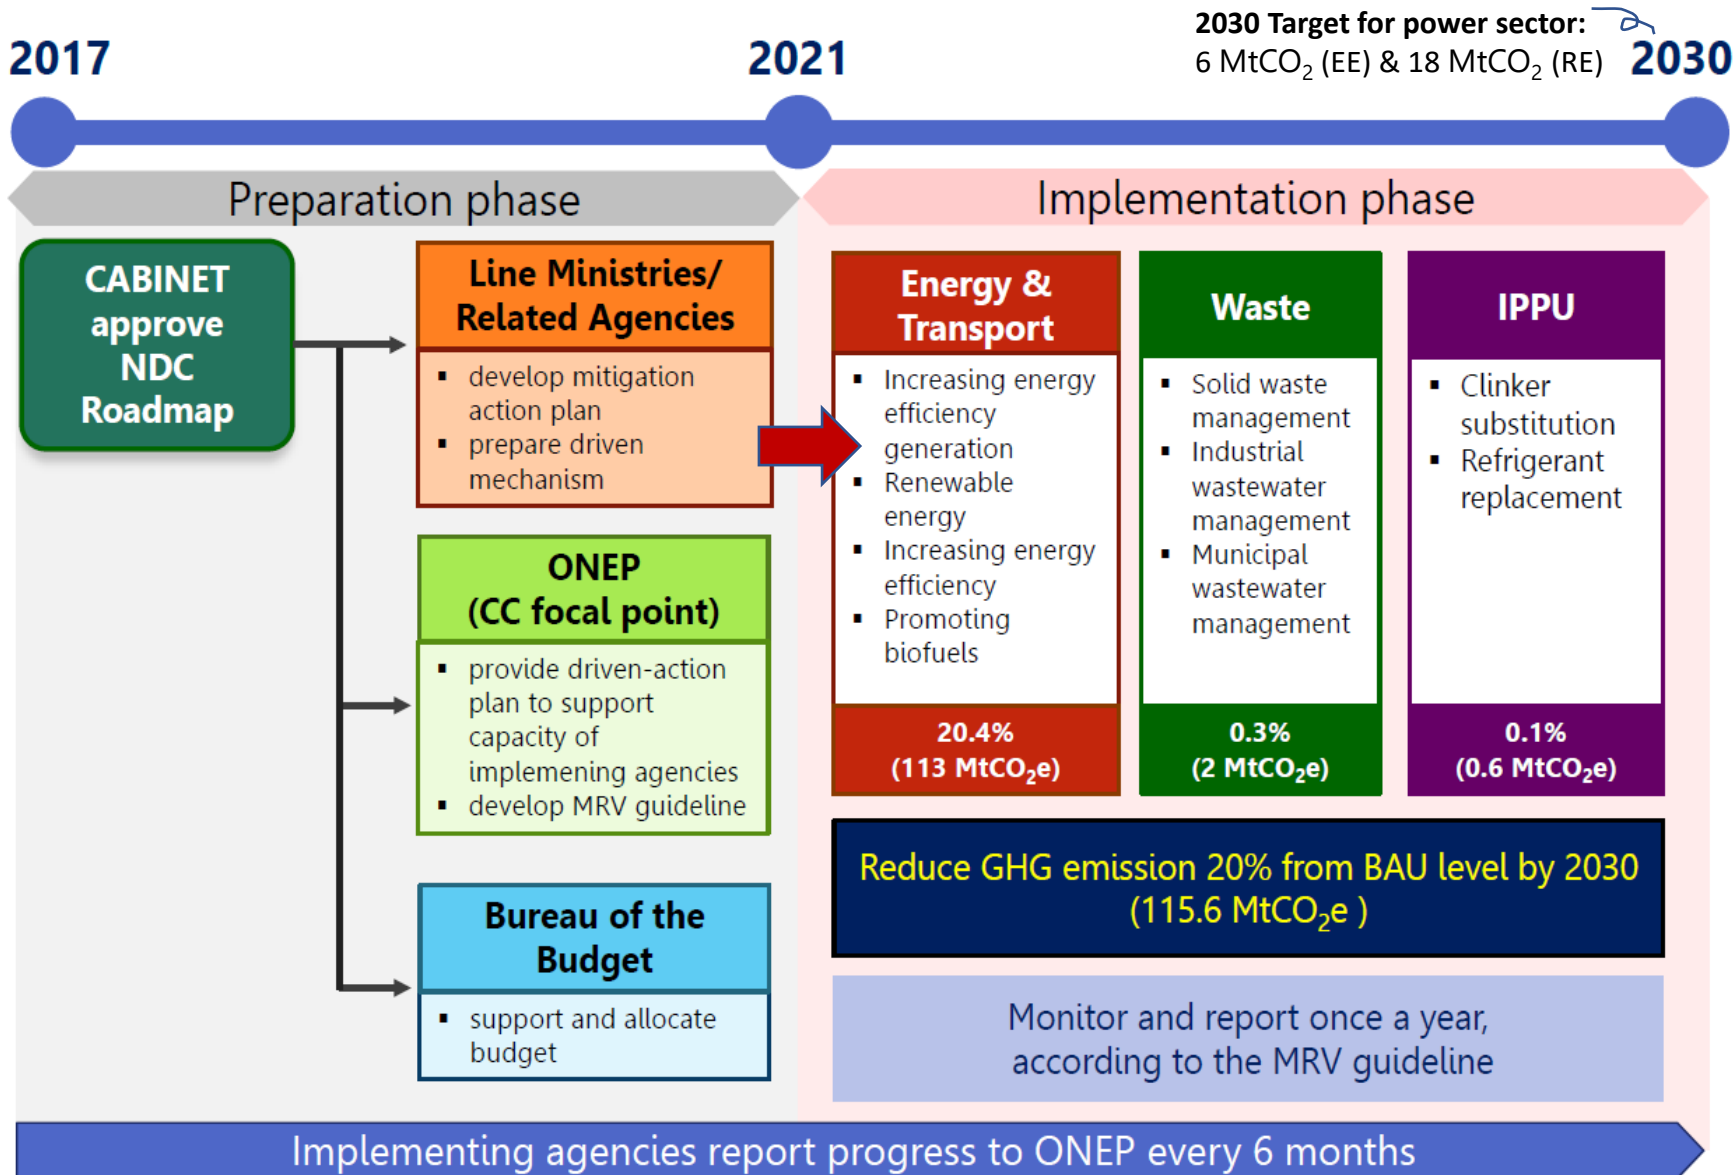 2030 Target for power sector:
6 MtCO₂ (EE) & 18 MtCO₂ (RE)
2017
2021
2030
Preparation phase
Implementation phase
CABINET
approve
NDC
Roadmap
Line Ministries/
Related Agencies
▪ develop mitigation
action plan
▪ prepare driven
mechanism
ONEP
(CC focal point)
▪ provide driven-action
plan to support
capacity of
implemening agencies
▪ develop MRV guideline
Bureau of the
Budget
▪ support and allocate
budget
Energy &
Transport
▪ Increasing energy
efficiency
generation
▪ Renewable
energy
▪ Increasing energy
efficiency
▪ Promoting
biofuels
20.4%
(113 MtCO₂e)
Waste
▪ Solid waste
management
▪ Industrial
wastewater
management
▪ Municipal
wastewater
management
0.3%
(2 MtCO₂e)
IPPU
▪ Clinker
substitution
▪ Refrigerant
replacement
0.1%
(0.6 MtCO₂e)
Reduce GHG emission 20% from BAU level by 2030
(115.6 MtCO₂e )
Monitor and report once a year,
according to the MRV guideline
Implementing agencies report progress to ONEP every 6 months